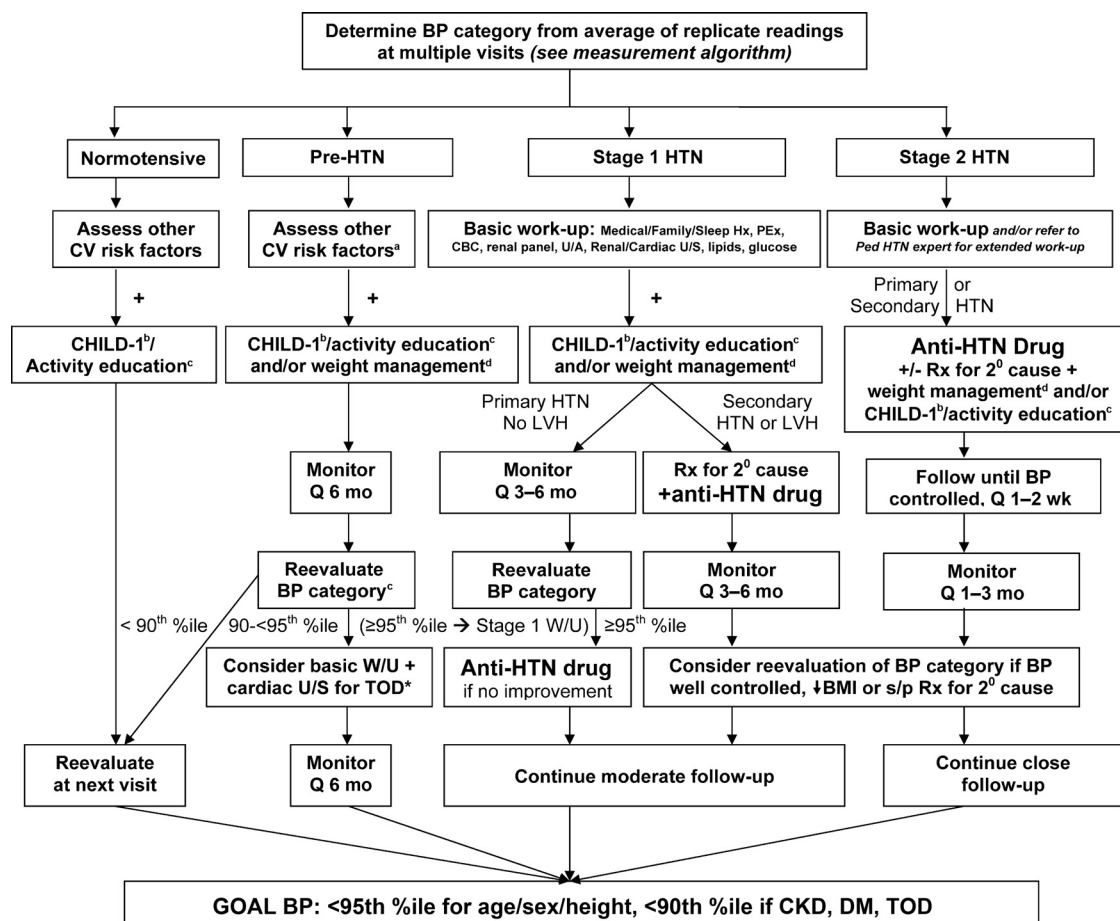 Determine BP category from average of replicate readings
at multiple visits (see measurement algorithm)
Normotensive
Pre-HTN
Stage 1 HTN
Stage 2 HTN
Assess other
CV risk factors
Assess other
CV risk factorsᵃ
Basic work-up: Medical/Family/Sleep Hx, PEx,
CBC, renal panel, U/A, Renal/Cardiac U/S, lipids, glucose
Basic work-up and/or refer to
Ped HTN expert for extended work-up
+
+
+
Primary or
Secondary HTN
CHILD-1ᵇ/
Activity educationᶜ
CHILD-1ᵇ/activity educationᶜ
and/or weight managementᵈ
CHILD-1ᵇ/activity educationᶜ
and/or weight managementᵈ
Anti-HTN Drug
+/- Rx for 2⁰ cause +
weight managementᵈ and/or
CHILD-1ᵇ/activity educationᶜ
Primary HTN
No LVH
Secondary
HTN or LVH
Monitor
Q 6 mo
Monitor
Q 3–6 mo
Rx for 2⁰ cause
+anti-HTN drug
Follow until BP
controlled, Q 1–2 wk
Reevaluate
BP categoryᶜ
Reevaluate
BP category
Monitor
Q 3–6 mo
Monitor
Q 1–3 mo
< 90ᵗʰ %ile
90-<95ᵗʰ %ile
(≥95ᵗʰ %ile → Stage 1 W/U)
≥95ᵗʰ %ile
Consider basic W/U +
cardiac U/S for TOD*
Anti-HTN drug
if no improvement
Consider reevaluation of BP category if BP
well controlled, ↓BMI or s/p Rx for 2⁰ cause
Reevaluate
at next visit
Monitor
Q 6 mo
Continue moderate follow-up
Continue close
follow-up
GOAL BP: <95th %ile for age/sex/height, <90th %ile if CKD, DM, TOD